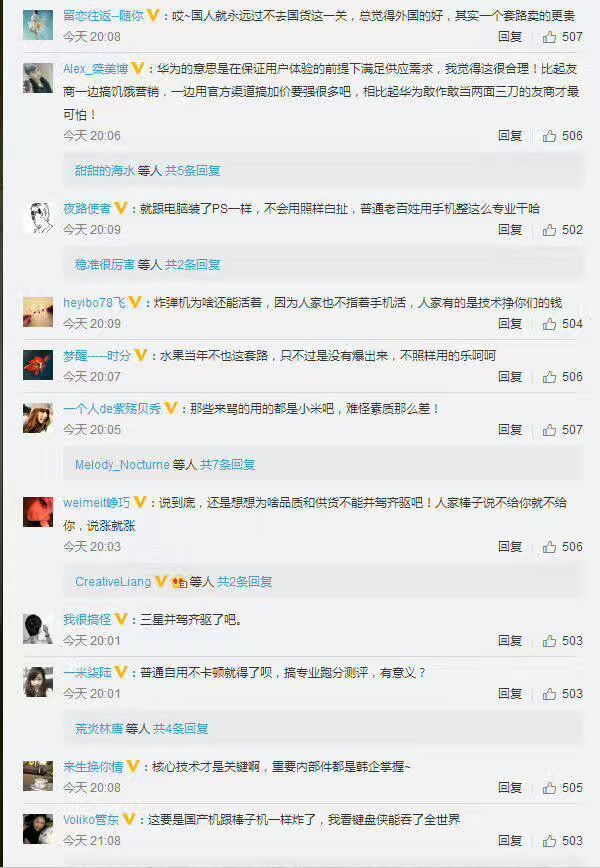 留恋往返--随你：哎~国人就永远过不去国货这一关，总觉得外国的好，其实一个套路卖的更贵
今天 20:08 回复 507
Alex_梁美博：华为的意思是在保证用户体验的前提下满足供应需求，我觉得这很合理！比起友
商一边搞饥饿营销，一边用官方渠道搞加价要强很多吧，相比起华为敢作敢当两面三刀的友商才最
可怕！
今天 20:06 回复 506
甜甜的海水 等人 共5条回复
夜路使者：就跟电脑装了PS一样，不会用照样白扯，普通老百姓用手机整这么专业干哈
今天 20:09 回复 502
稳准很厉害 等人 共2条回复
heyibo78飞：炸弹机为啥还能活着，因为人家也不指着手机活，人家有的是技术挣你们的钱
今天 20:09 回复 504
梦醒-----时分：水果当年不也这套路，只不过是没有爆出来，不照样用的乐呵呵
今天 20:07 回复 506
一个人de紫殇贝秀：那些来骂的用的都是小米吧，难怪素质那么差！
今天 20:05 回复 507
Melody_Nocturne 等人 共7条回复
weimeit峥巧：说到底，还是想想为啥品质和供货不能并驾齐驱吧！人家棒子说不给你就不给
你，说涨就涨
今天 20:03 回复 506
CreativeLiang 等人 共2条回复
我很搞怪：三星并驾齐驱了吧。
今天 20:01 回复 503
一米柒陆：普通自用不卡顿就得了呗，搞专业跑分测评，有意义？
今天 20:01 回复 503
荒炎林唐 等人 共4条回复
来生换你情：核心技术才是关键啊，重要内部件都是韩企掌握~
今天 20:08 回复 505
Voliko管东：这要是国产机跟棒子机一样炸了，我看键盘侠能吞了全世界
今天 21:08 回复 503